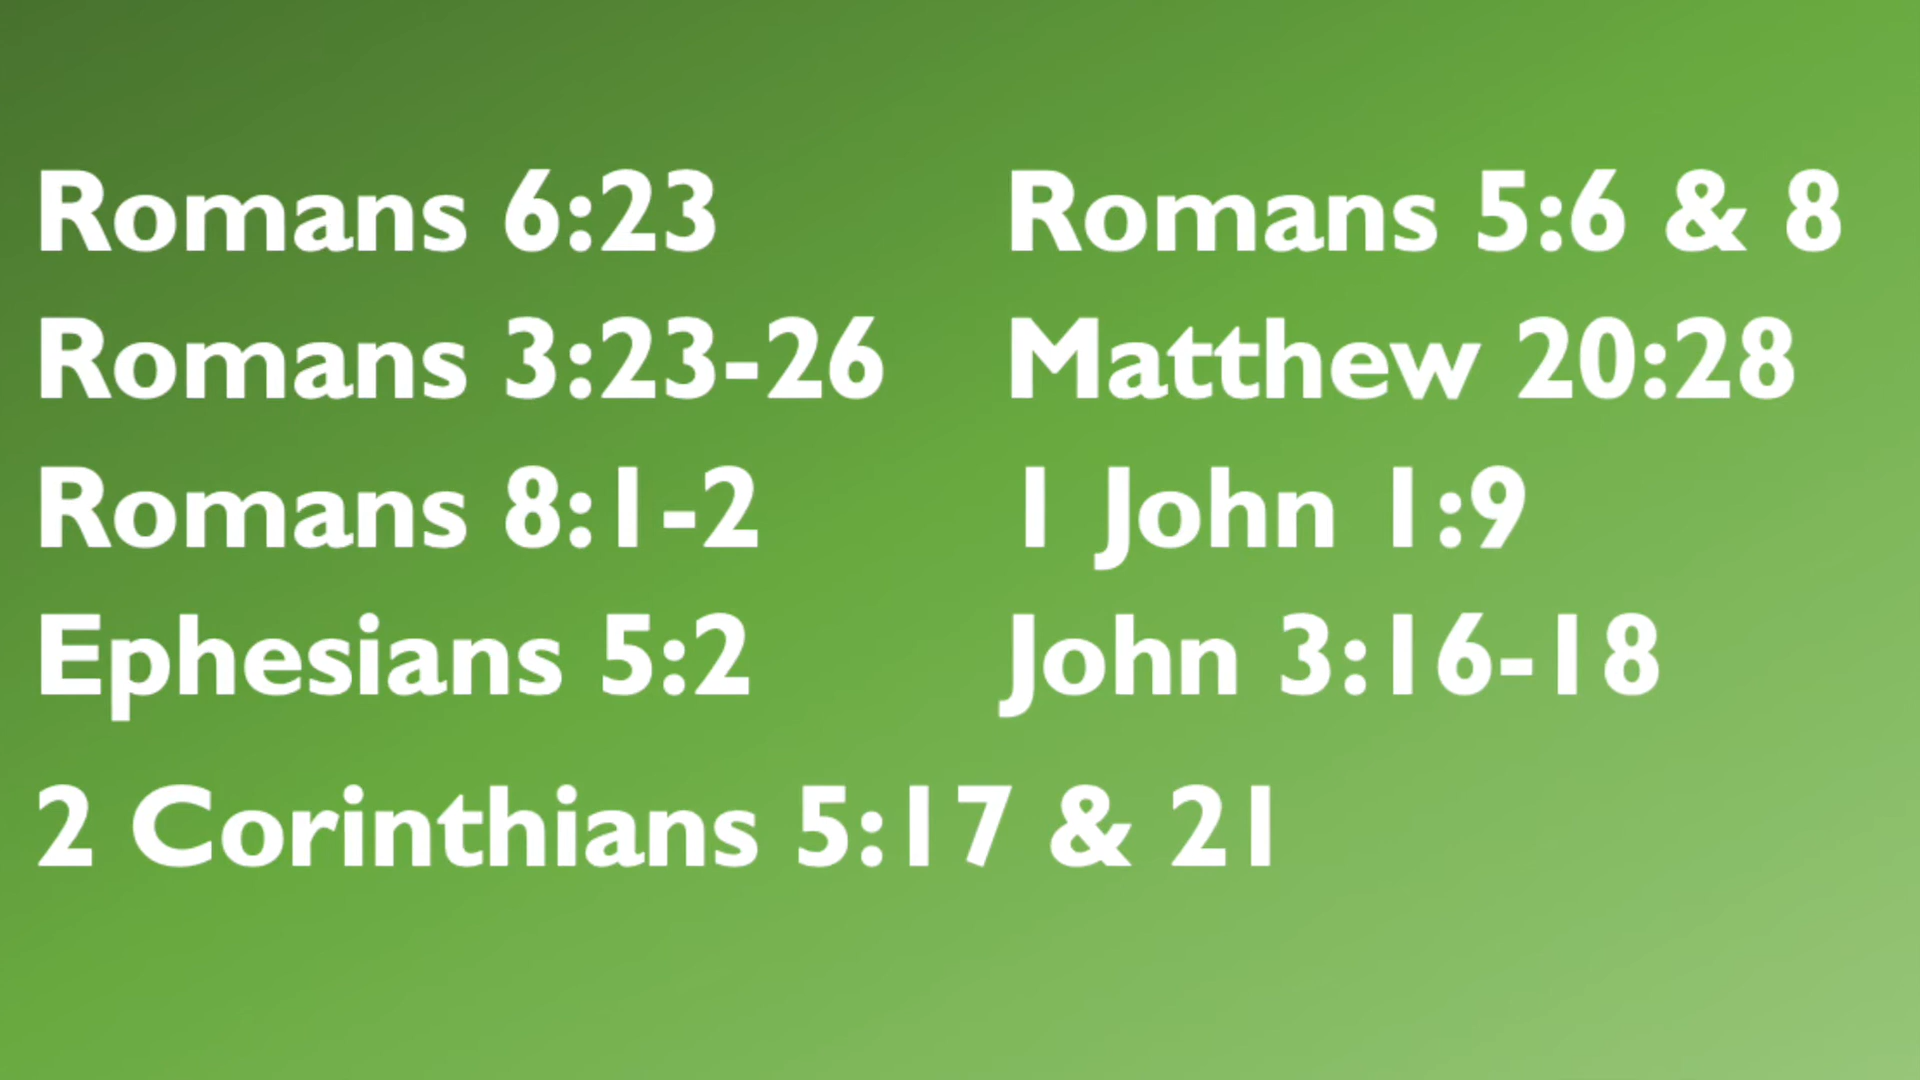 Romans 6:23
Romans 3:23-26
Romans 8:1-2
Ephesians 5:2
Romans 5:6 & 8
Matthew 20:28
1 John 1:9
John 3:16-18
2 Corinthians 5:17 & 21